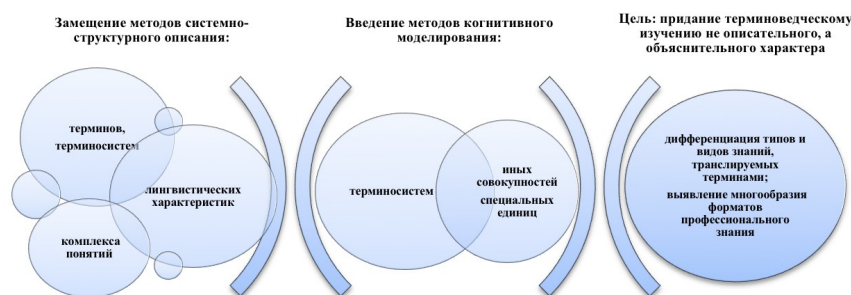 Замещение методов системно-
структурного описания:
терминов,
терминосистем
лингвистических
характеристик
комплекса
понятий
Введение методов когнитивного
моделирования:
терминосистем
иных
совокупностей
специальных
единиц
Цель: придание терминоведческому
изучению не описательного, а
объяснительного характера
дифференциация типов и
видов знаний,
транслируемых
терминами;
выявление многообразия
форматов
профессионального
знания